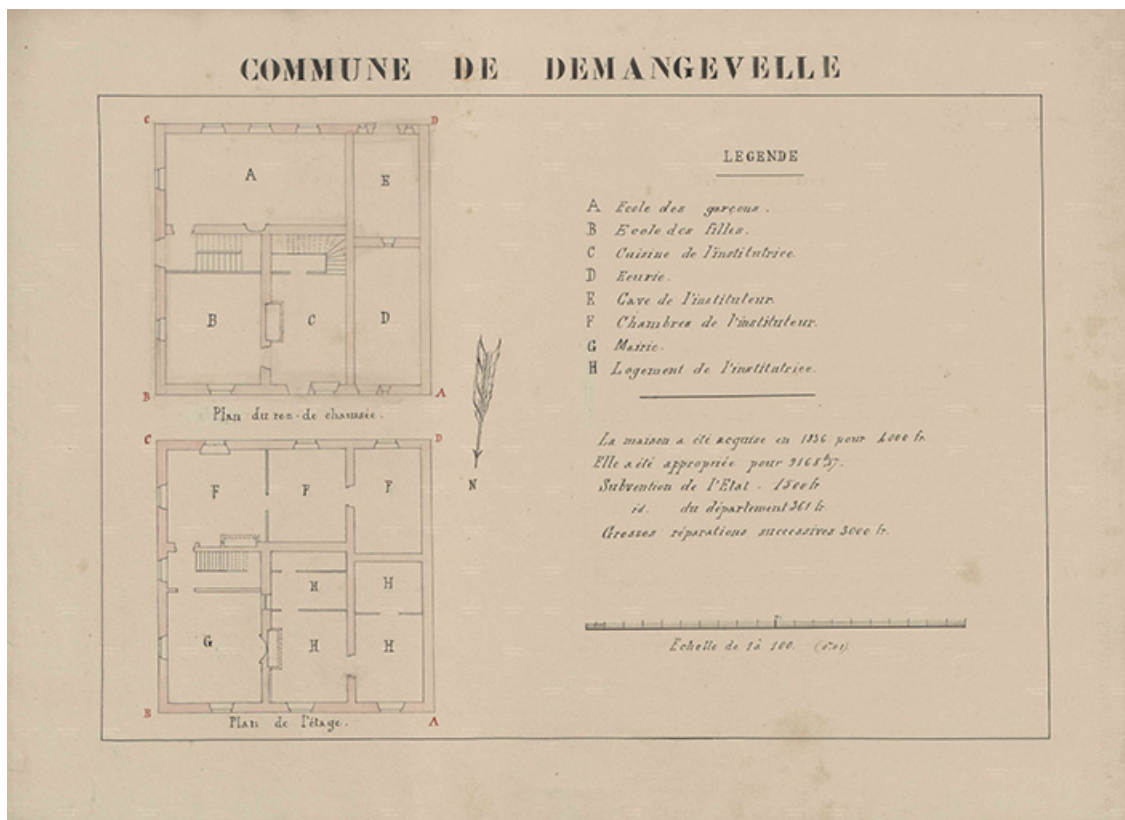 COMMUNE DE DEMANGEVELLE
C D
A
E
B
C
D
B A
Plan du rez-de chaussée.
C D
F F F
H H
G H H
B A
Plan de l'étage.
N
LEGENDE
A Ecole des garçons.
B Ecole des filles.
C Cuisine de l'institutrice.
D Ecurie.
E Cave de l'instituteur.
F Chambres de l'instituteur.
G Mairie.
H Logement de l'institutrice.
La maison a été acquise en 1836 pour 4000 fr.
Elle a été appropriée pour 9168f37.
Subvention de l'Etat - 1500 fr
id. du département 361 fr.
Grosses réparations successives 3000 fr.
Echelle de 1 à 100.